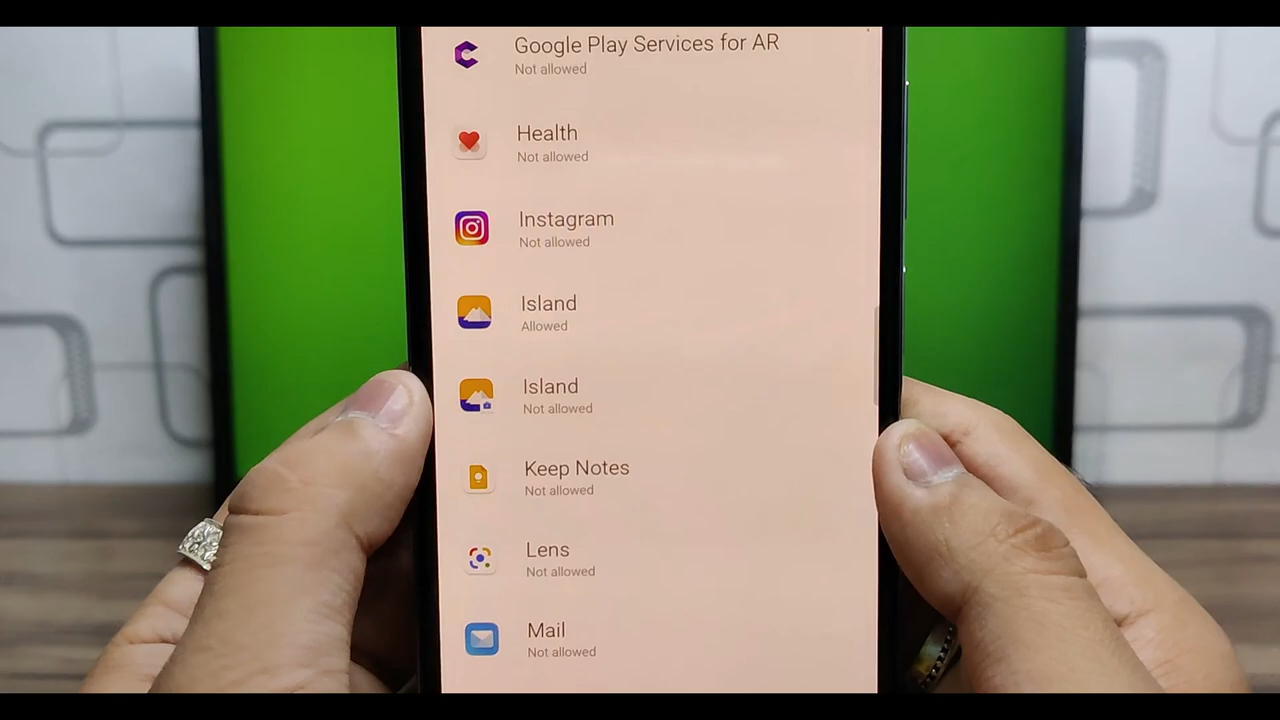 Google Play Services for AR
Not allowed
Health
Not allowed
Instagram
Not allowed
Island
Allowed
Island
Not allowed
Keep Notes
Not allowed
Lens
Not allowed
Mail
Not allowed